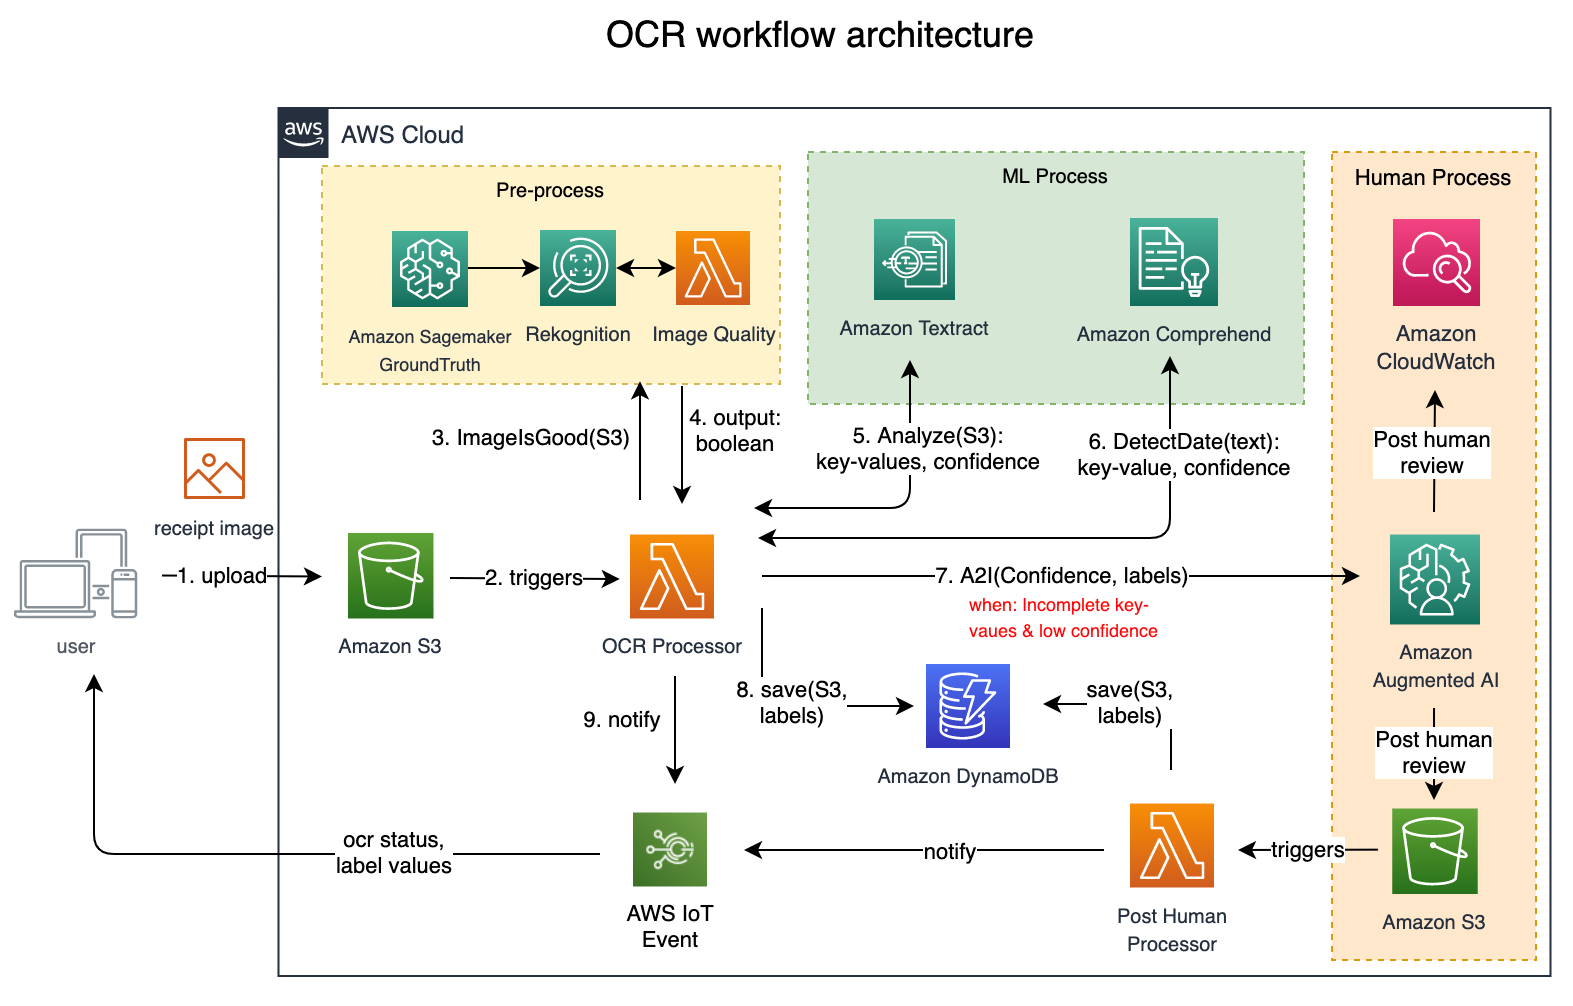 OCR workflow architecture
aws
AWS Cloud
Pre-process
Amazon Sagemaker
GroundTruth
Rekognition
Image Quality
ML Process
Amazon Textract
Amazon Comprehend
Human Process
Amazon
CloudWatch
3. ImageIsGood(S3)
4. output:
boolean
5. Analyze(S3):
key-values, confidence
6. DetectDate(text):
key-value, confidence
Post human
review
receipt image
1. upload
user
Amazon S3
2. triggers
OCR Processor
7. A2I(Confidence, labels)
when: Incomplete key-
vaues & low confidence
Amazon
Augmented AI
8. save(S3,
labels)
Amazon DynamoDB
save(S3,
labels)
9. notify
Post human
review
ocr status,
label values
AWS IoT
Event
notify
Post Human
Processor
triggers
Amazon S3